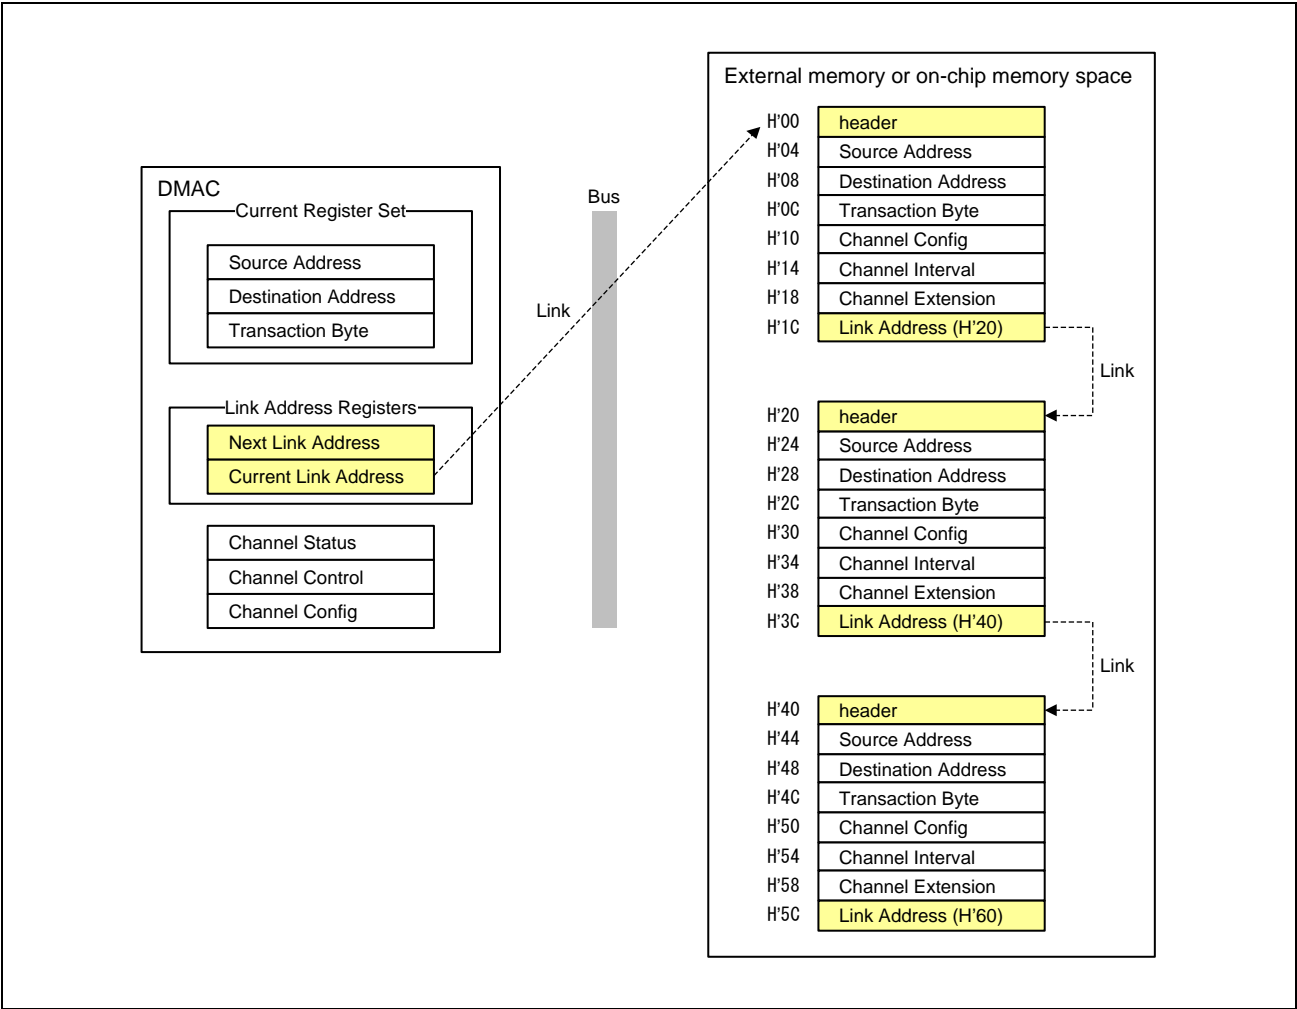 DMAC
Current Register Set
Source Address
Destination Address
Transaction Byte
Link Address Registers
Next Link Address
Current Link Address
Channel Status
Channel Control
Channel Config
Link
Bus
External memory or on-chip memory space
H'00 header
H'04 Source Address
H'08 Destination Address
H'0C Transaction Byte
H'10 Channel Config
H'14 Channel Interval
H'18 Channel Extension
H'1C Link Address (H'20)
Link
H'20 header
H'24 Source Address
H'28 Destination Address
H'2C Transaction Byte
H'30 Channel Config
H'34 Channel Interval
H'38 Channel Extension
H'3C Link Address (H'40)
Link
H'40 header
H'44 Source Address
H'48 Destination Address
H'4C Transaction Byte
H'50 Channel Config
H'54 Channel Interval
H'58 Channel Extension
H'5C Link Address (H'60)